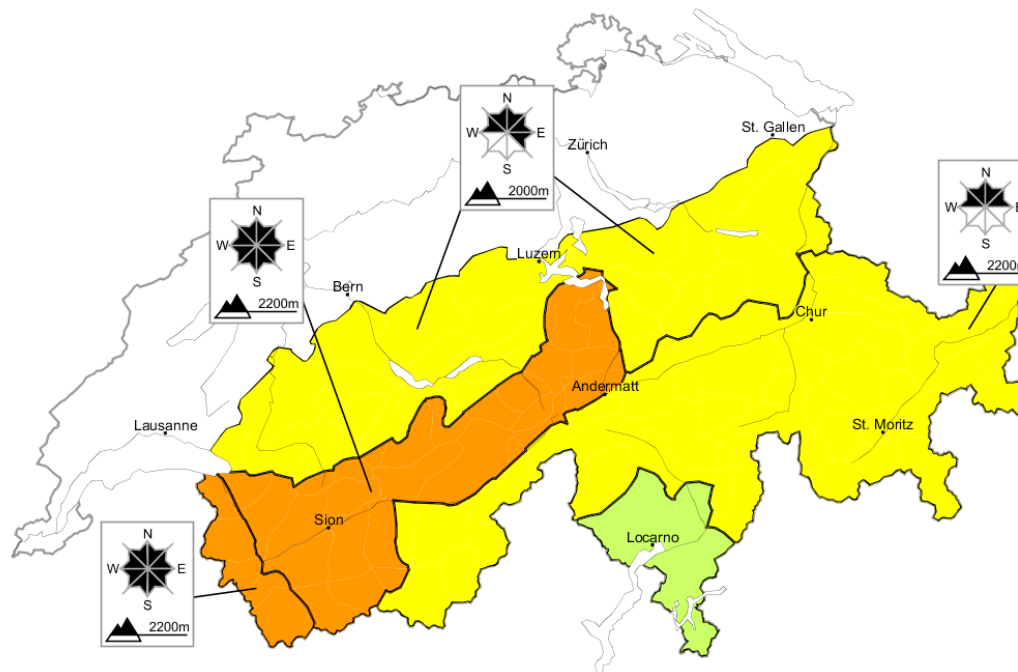 N
W E
S
2000m
St. Gallen
Zürich
N
W E
S
2200m
N
W E
S
2200m
Luzern
Bern
Chur
Andermatt
Lausanne
St. Moritz
Sion
Locarno
N
W E
S
2200m